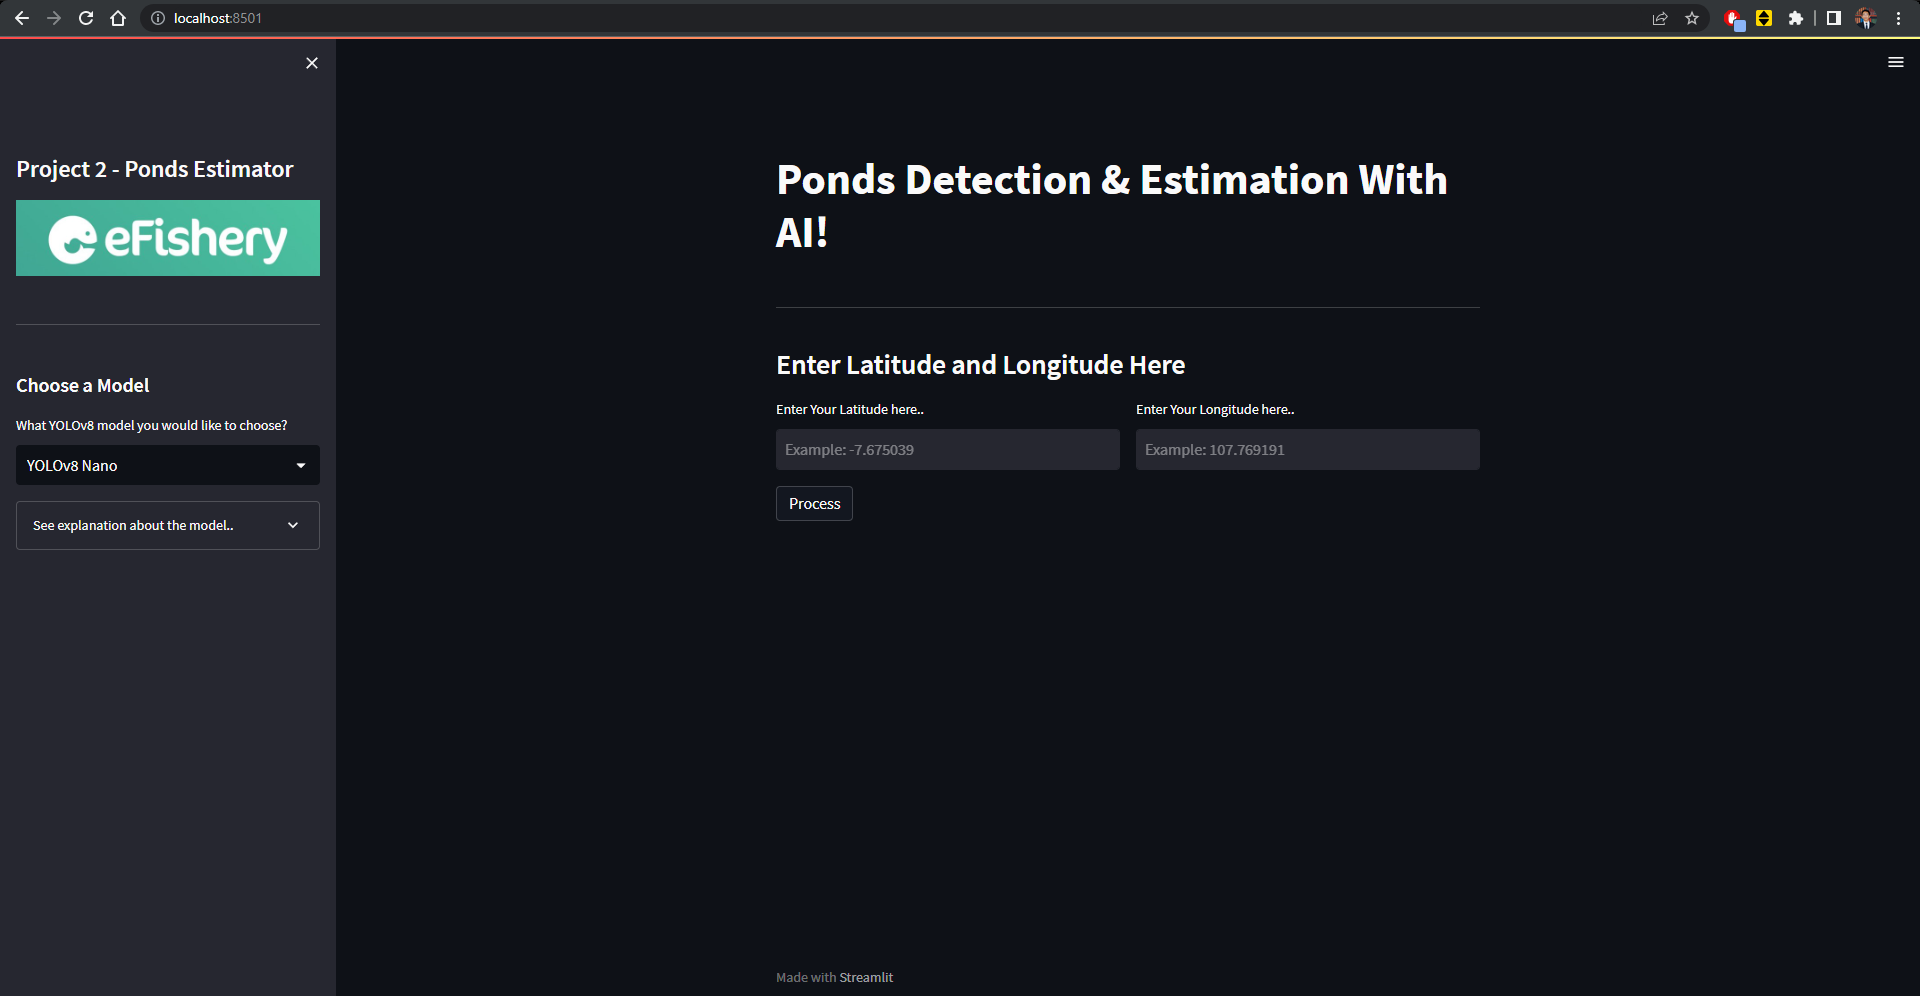 localhost:8501
Project 2 - Ponds Estimator
eFishery
Choose a Model
What YOLOv8 model you would like to choose?
YOLOv8 Nano
See explanation about the model..
Ponds Detection & Estimation With
AI!
Enter Latitude and Longitude Here
Enter Your Latitude here..
Enter Your Longitude here..
Example: -7.675039
Example: 107.769191
Process
Made with Streamlit